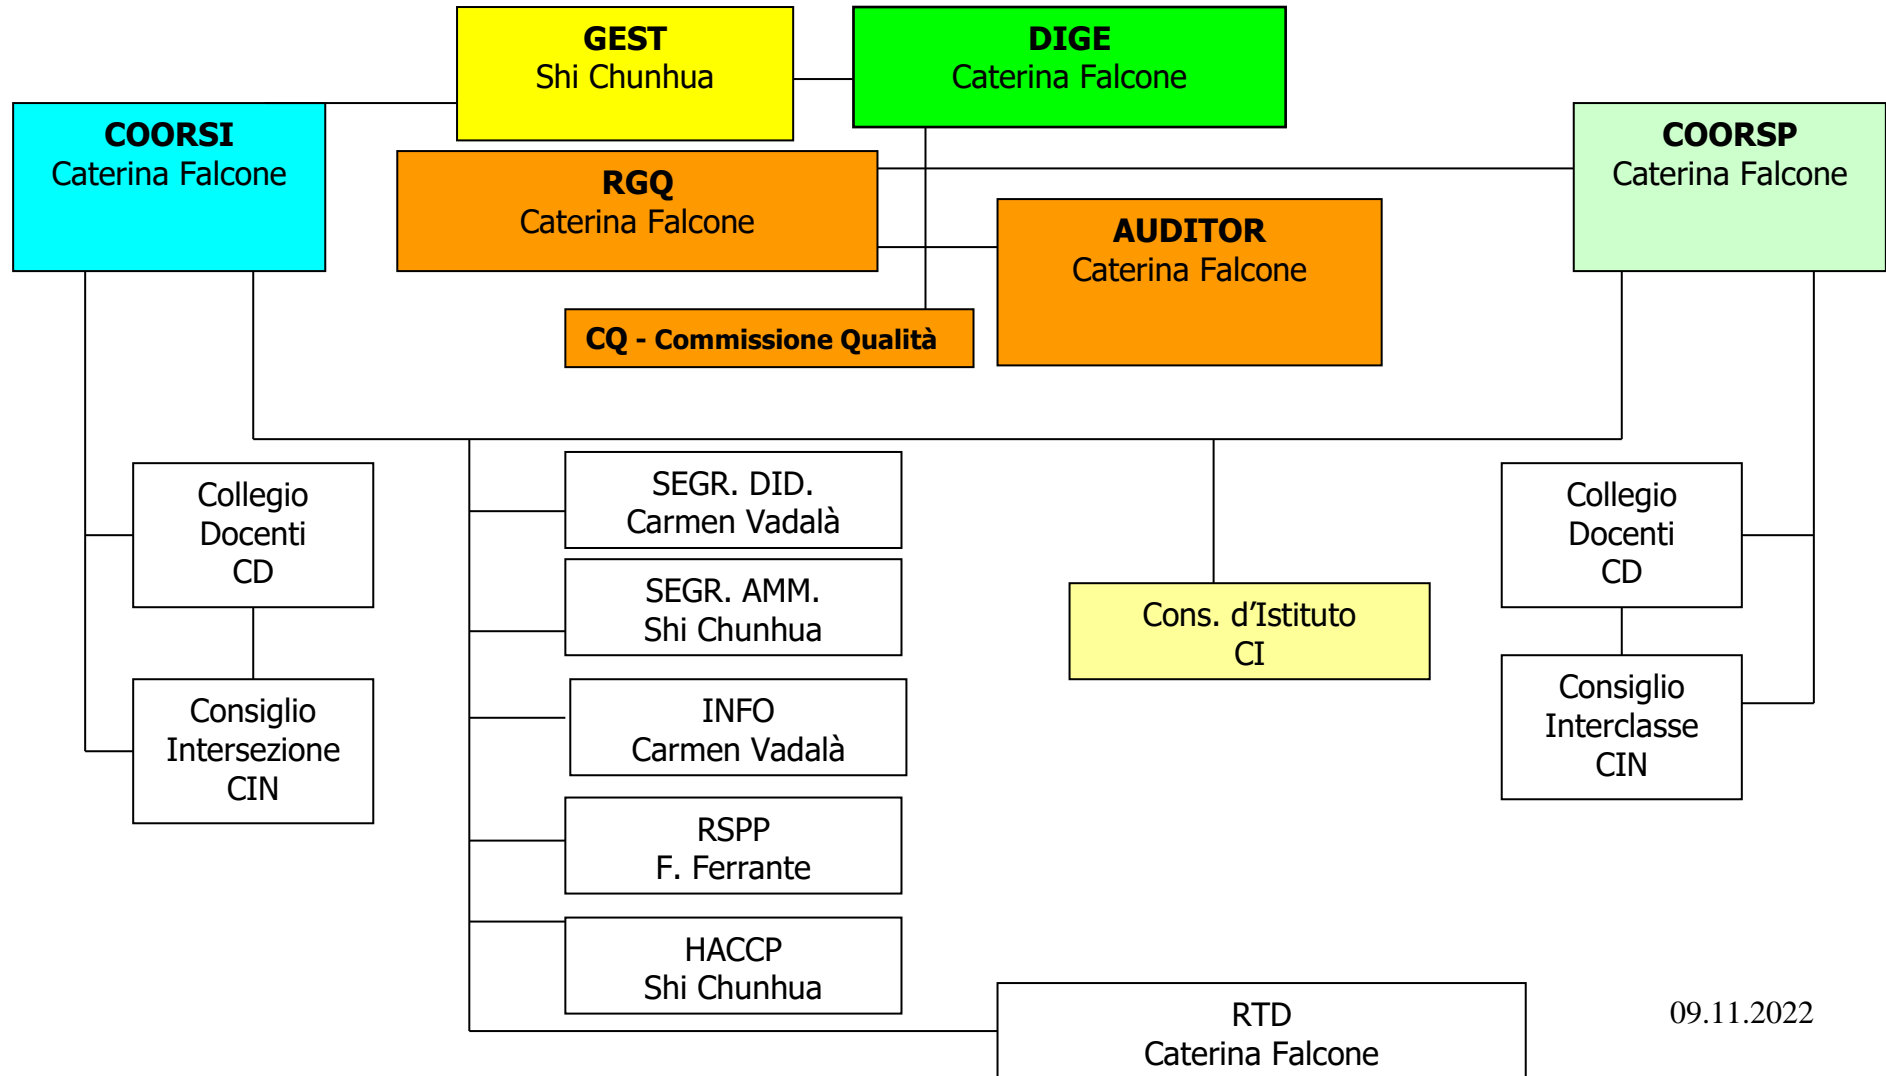 GEST
Shi Chunhua
DIGE
Caterina Falcone
COORSI
Caterina Falcone
COORSP
Caterina Falcone
RGQ
Caterina Falcone
AUDITOR
Caterina Falcone
CQ - Commissione Qualità
Collegio
Docenti
CD
Consiglio
Intersezione
CIN
SEGR. DID.
Carmen Vadalà
SEGR. AMM.
Shi Chunhua
INFO
Carmen Vadalà
RSPP
F. Ferrante
HACCP
Shi Chunhua
Cons. d’Istituto
CI
Collegio
Docenti
CD
Consiglio
Interclasse
CIN
RTD
Caterina Falcone
09.11.2022